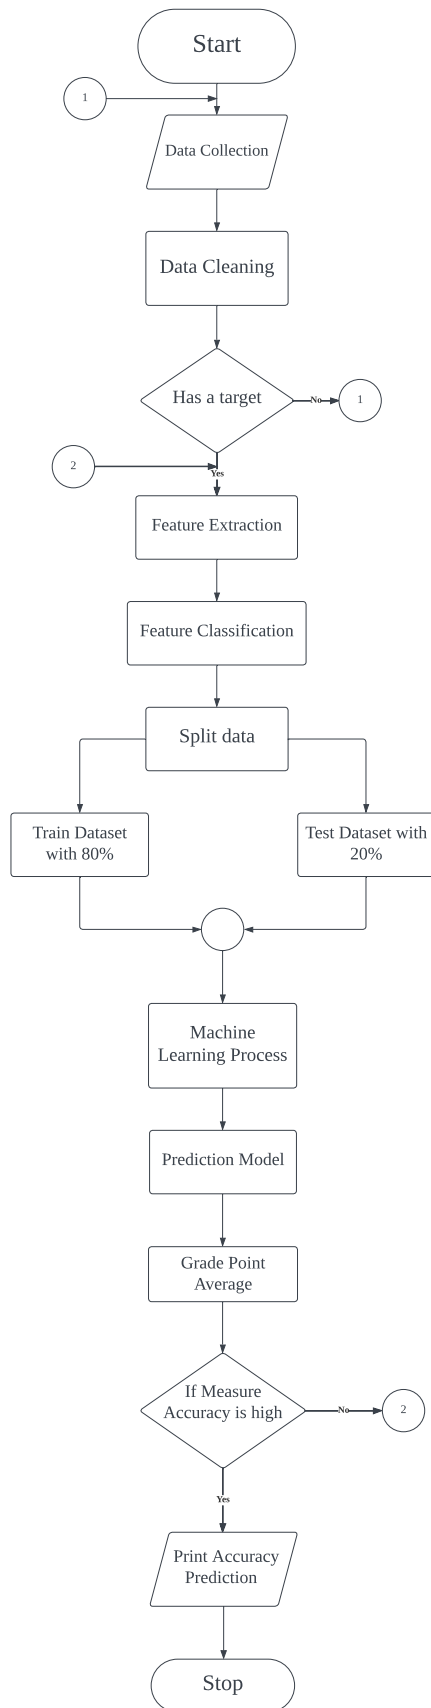 Start
1
Data Collection
Data Cleaning
Has a target
No
1
2
Yes
Feature Extraction
Feature Classification
Split data
Train Dataset
with 80%
Test Dataset with
20%
Machine
Learning Process
Prediction Model
Grade Point
Average
If Measure
Accuracy is high
No
2
Yes
Print Accuracy
Prediction
Stop